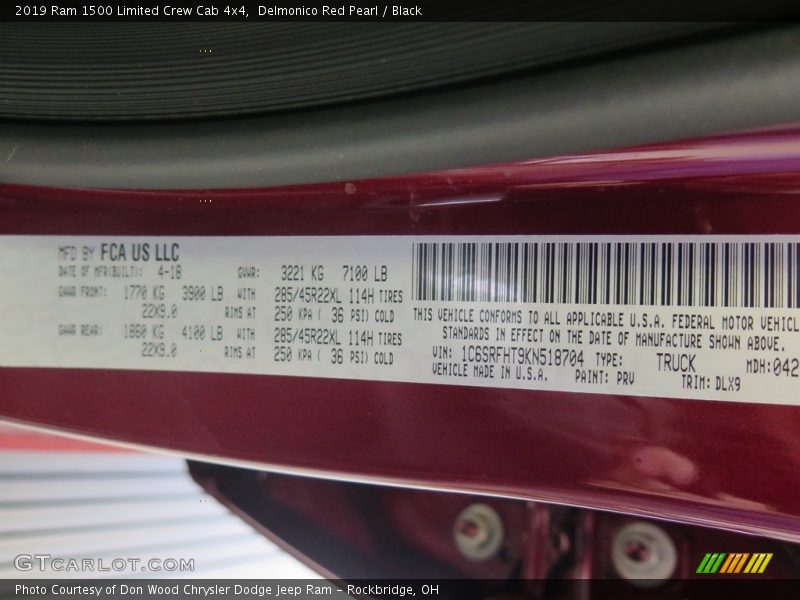 2019 Ram 1500 Limited Crew Cab 4x4,  Delmonico Red Pearl / Black
MFD BY FCA US LLC
DATE OF MFR(BUILT): 4-18 GVWR: 3221 KG 7100 LB
GAWR FRONT: 1770 KG 3900 LB WITH 285/45R22XL 114H TIRES
22X9.0 RIMS AT 250 KPA ( 36 PSI) COLD
GAWR REAR: 1860 KG 4100 LB WITH 285/45R22XL 114H TIRES
22X9.0 RIMS AT 250 KPA ( 36 PSI) COLD
THIS VEHICLE CONFORMS TO ALL APPLICABLE U.S.A. FEDERAL MOTOR VEHICL
STANDARDS IN EFFECT ON THE DATE OF MANUFACTURE SHOWN ABOVE.
VIN: 1C6SRFHT9KN518704 TYPE: TRUCK MDH:042
VEHICLE MADE IN U.S.A. PAINT: PRV TRIM: DLX9
GTCARLOT.COM
Photo Courtesy of Don Wood Chrysler Dodge Jeep Ram - Rockbridge, OH